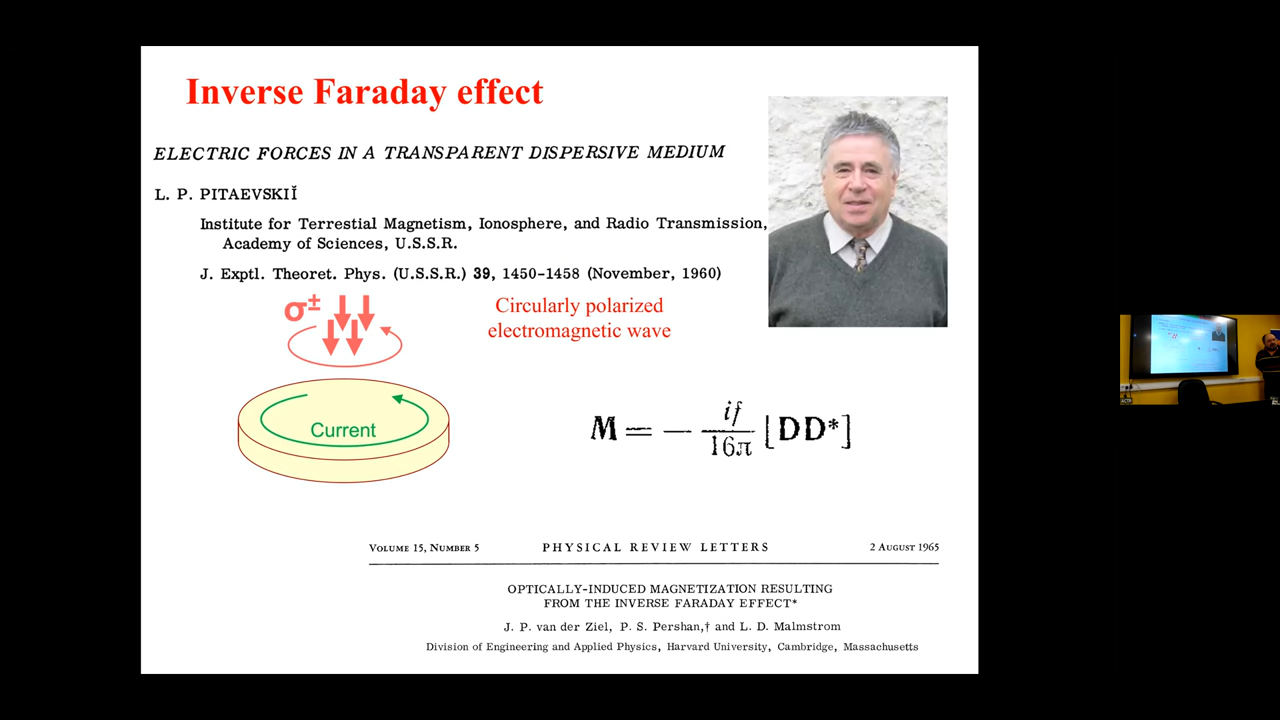 Inverse Faraday effect
ELECTRIC FORCES IN A TRANSPARENT DISPERSIVE MEDIUM
L. P. PITAEVSKIĬ
Institute for Terrestial Magnetism, Ionosphere, and Radio Transmission,
Academy of Sciences, U.S.S.R.
J. Exptl. Theoret. Phys. (U.S.S.R.) 39, 1450-1458 (November, 1960)
σ±
Circularly polarized
electromagnetic wave
Current
M = − if/16π [DD*]
VOLUME 15, NUMBER 5 PHYSICAL REVIEW LETTERS 2 AUGUST 1965
OPTICALLY-INDUCED MAGNETIZATION RESULTING
FROM THE INVERSE FARADAY EFFECT*
J. P. van der Ziel, P. S. Pershan,† and L. D. Malmstrom
Division of Engineering and Applied Physics, Harvard University, Cambridge, Massachusetts